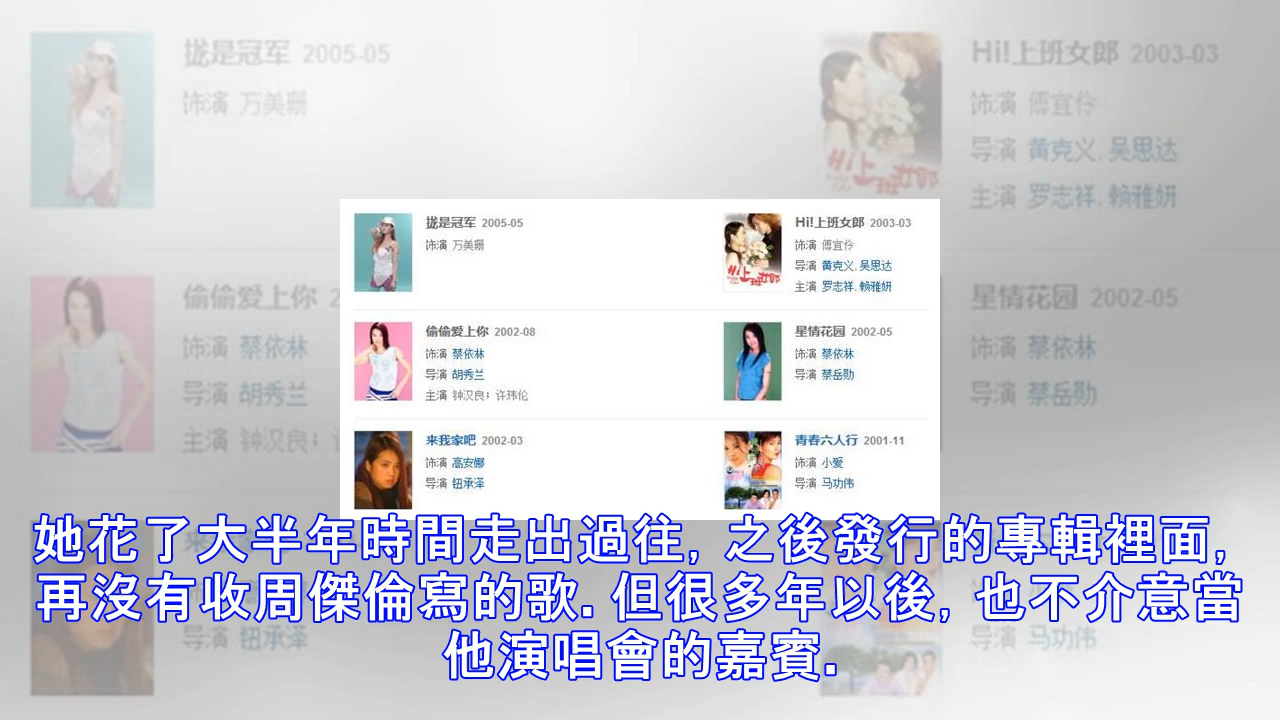 拢是冠军 2005-05
饰演 万美珊
Hi!上班女郎 2003-03
饰演 傅宜伶
导演 黄克义, 吴思达
主演 罗志祥, 赖雅妍
偷偷爱上你 2002-08
饰演 蔡依林
导演 胡秀兰
主演 钟汉良; 许玮伦
星情花园 2002-05
饰演 蔡依林
导演 蔡岳勋
来我家吧 2002-03
饰演 高安娜
导演 钮承泽
青春六人行 2001-11
饰演 小爱
导演 马功伟
她花了大半年時間走出過往, 之後發行的專輯裡面,
再沒有收周傑倫寫的歌. 但很多年以後, 也不介意當
他演唱會的嘉賓.